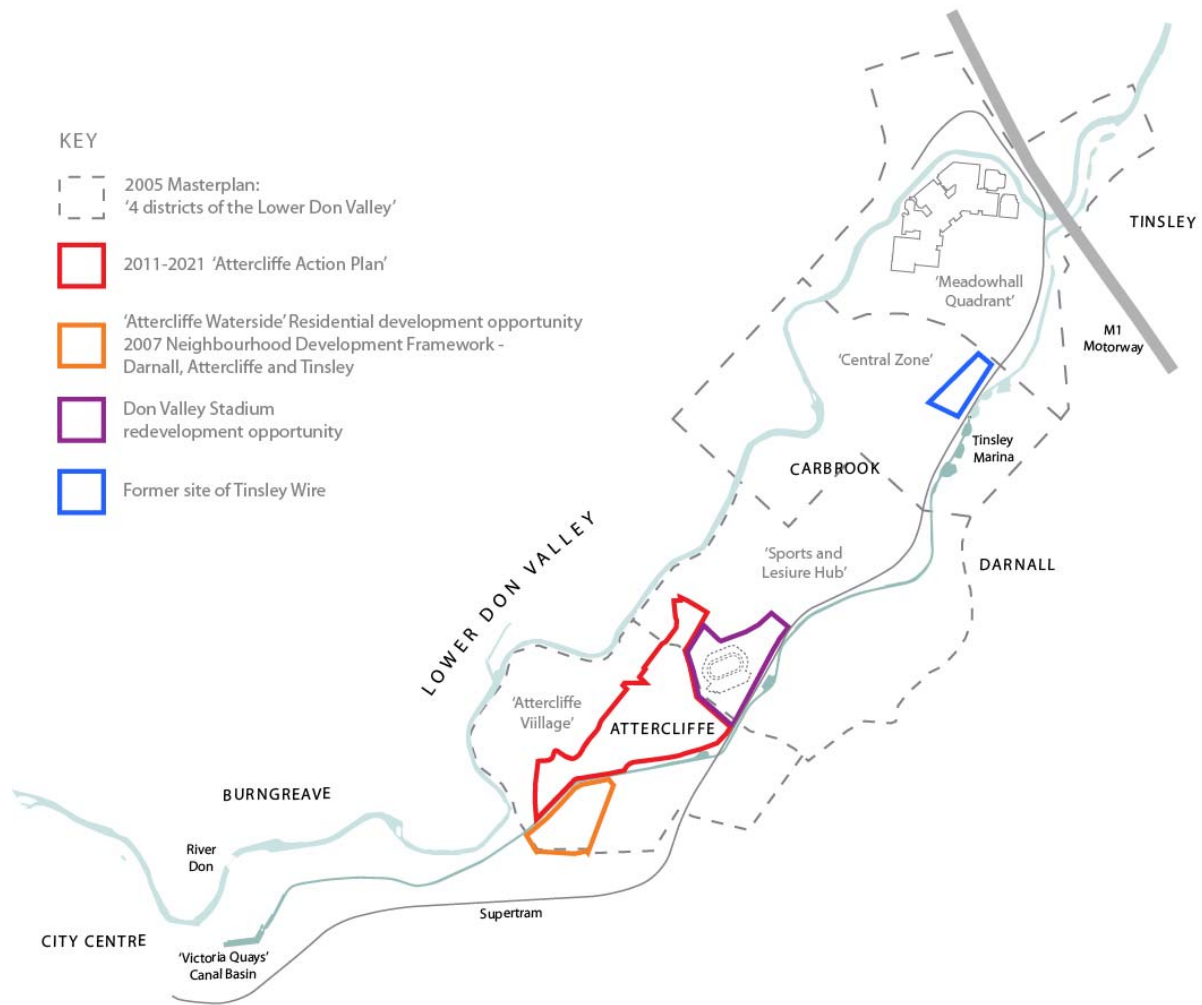 KEY
2005 Masterplan:
'4 districts of the Lower Don Valley'
2011-2021 'Attercliffe Action Plan'
'Attercliffe Waterside' Residential development opportunity
2007 Neighbourhood Development Framework -
Darnall, Attercliffe and Tinsley
Don Valley Stadium
redevelopment opportunity
Former site of Tinsley Wire
TINSLEY
'Meadowhall
Quadrant'
M1
Motorway
'Central Zone'
Tinsley
Marina
CARBROOK
'Sports and
Lesiure Hub'
DARNALL
LOWER DON VALLEY
'Attercliffe
Viillage'
ATTERCLIFFE
BURNGREAVE
River
Don
Supertram
CITY CENTRE
'Victoria Quays'
Canal Basin